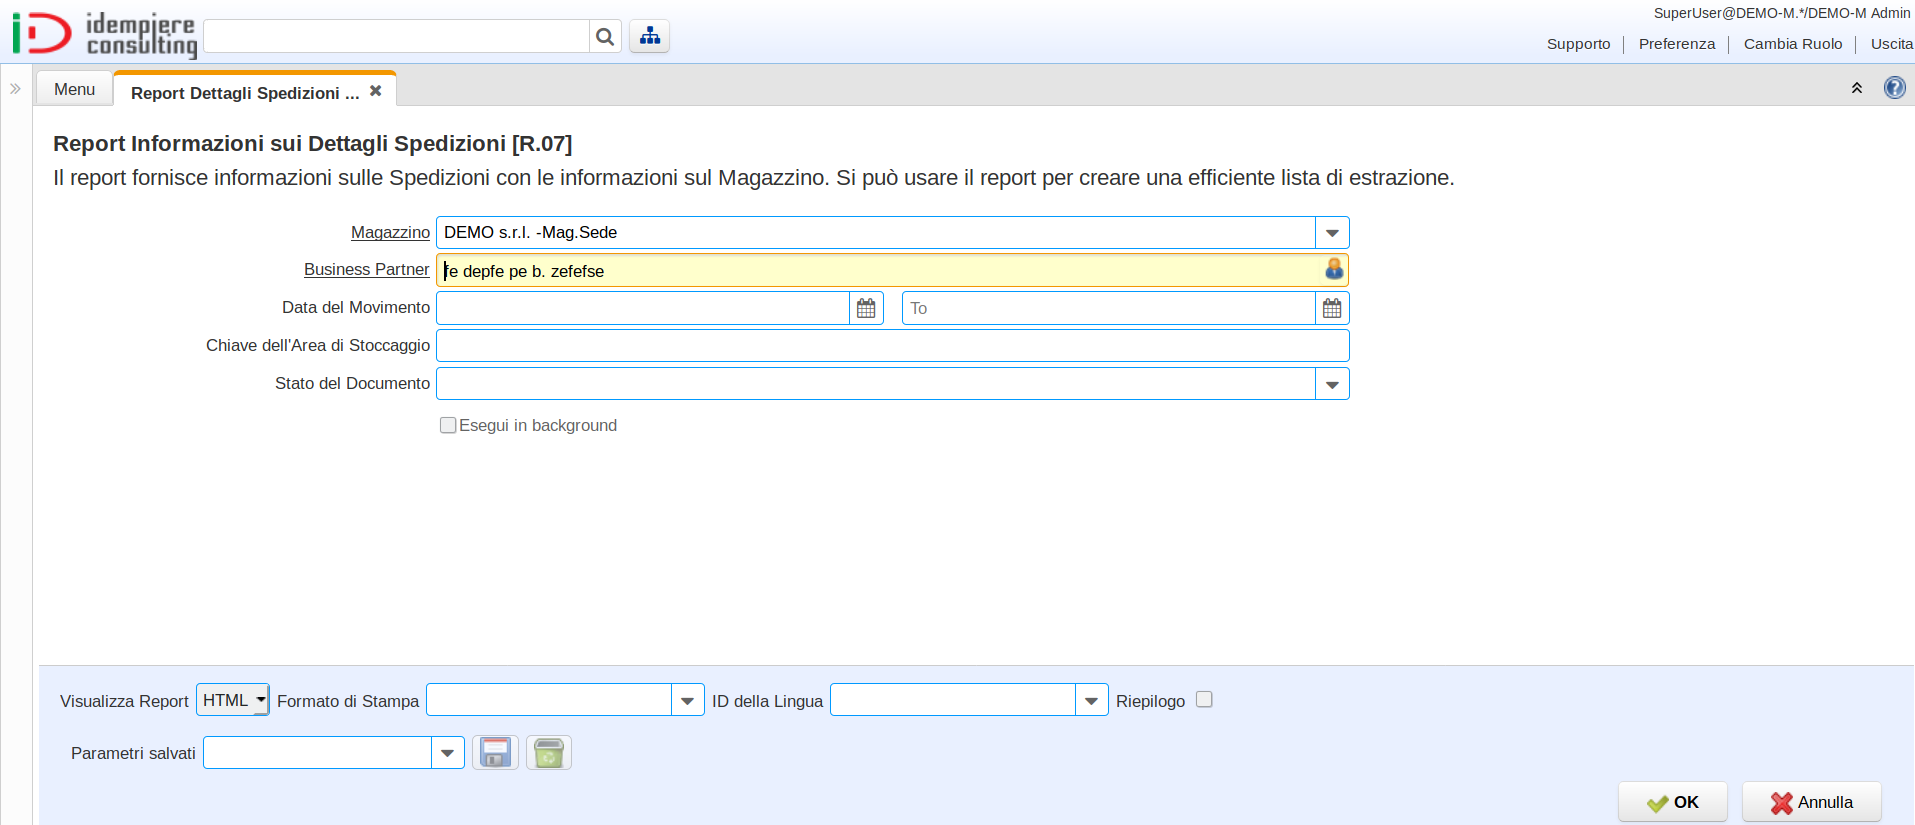 idempiere
consulting
SuperUser@DEMO-M.*/DEMO-M Admin
Supporto Preferenza Cambia Ruolo Uscita
Menu Report Dettagli Spedizioni ...
Report Informazioni sui Dettagli Spedizioni [R.07]
Il report fornisce informazioni sulle Spedizioni con le informazioni sul Magazzino. Si può usare il report per creare una efficiente lista di estrazione.
Magazzino DEMO s.r.l. -Mag.Sede
Business Partner fe depfe pe b. zefefse
Data del Movimento To
Chiave dell'Area di Stoccaggio
Stato del Documento
Esegui in background
Visualizza Report HTML Formato di Stampa ID della Lingua Riepilogo
Parametri salvati
OK Annulla